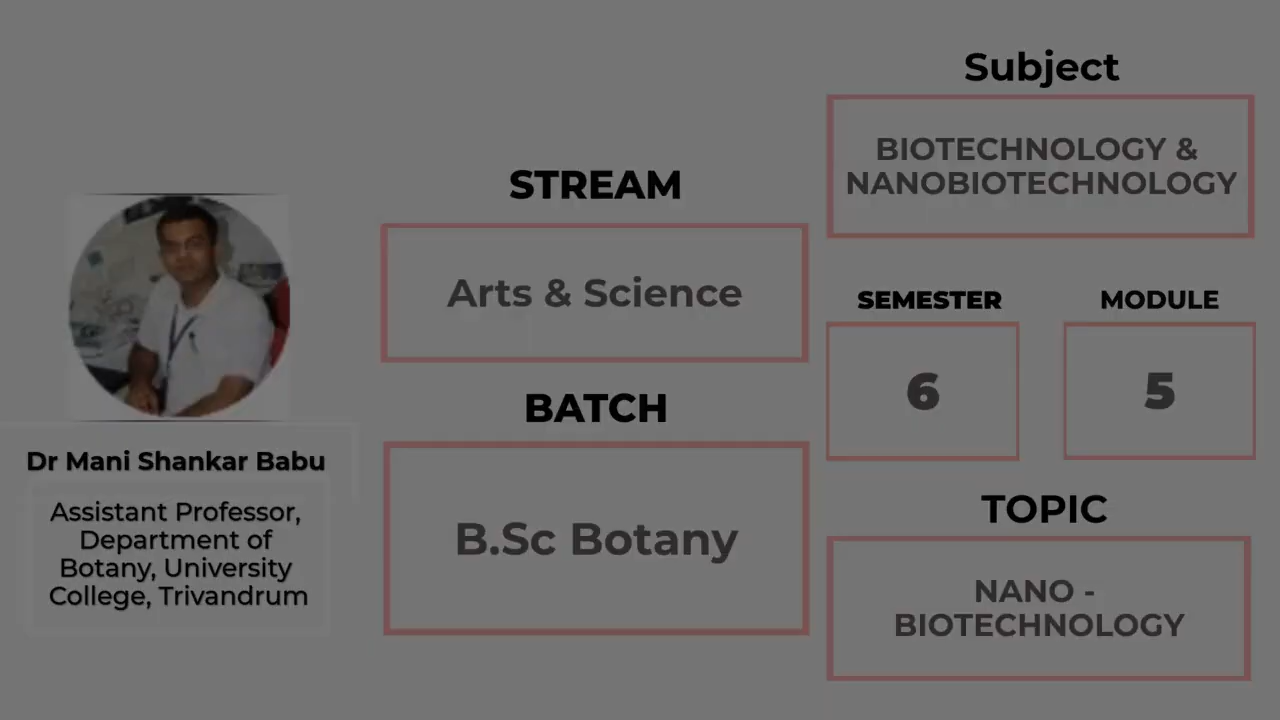 Dr Mani Shankar Babu
Assistant Professor,
Department of
Botany, University
College, Trivandrum
STREAM
Arts & Science
BATCH
B.Sc Botany
Subject
BIOTECHNOLOGY &
NANOBIOTECHNOLOGY
SEMESTER
6
MODULE
5
TOPIC
NANO -
BIOTECHNOLOGY